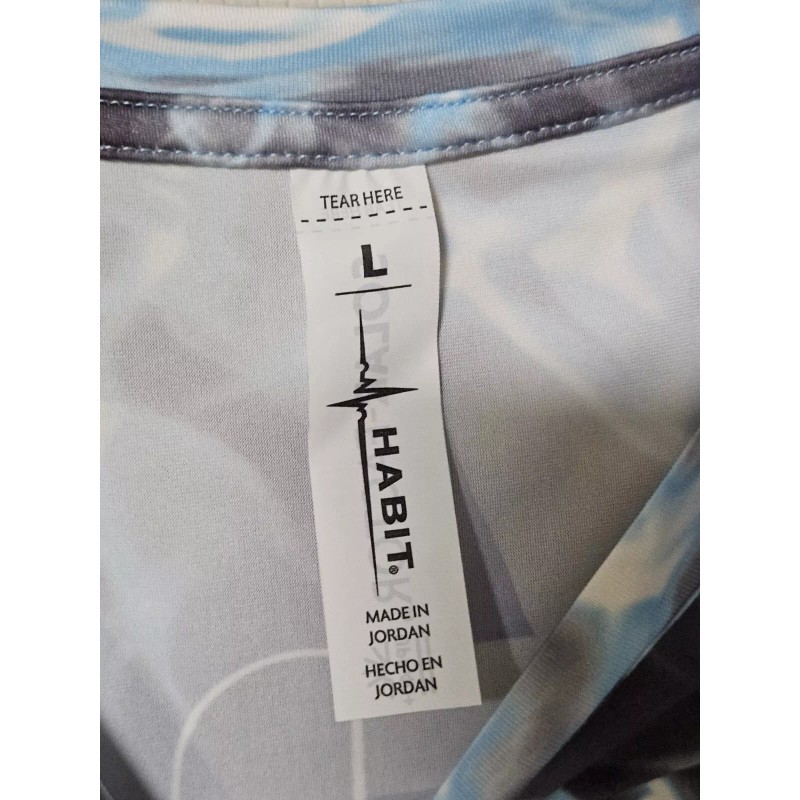 TEAR HERE
L
HABIT®
MADE IN
JORDAN
HECHO EN
JORDAN